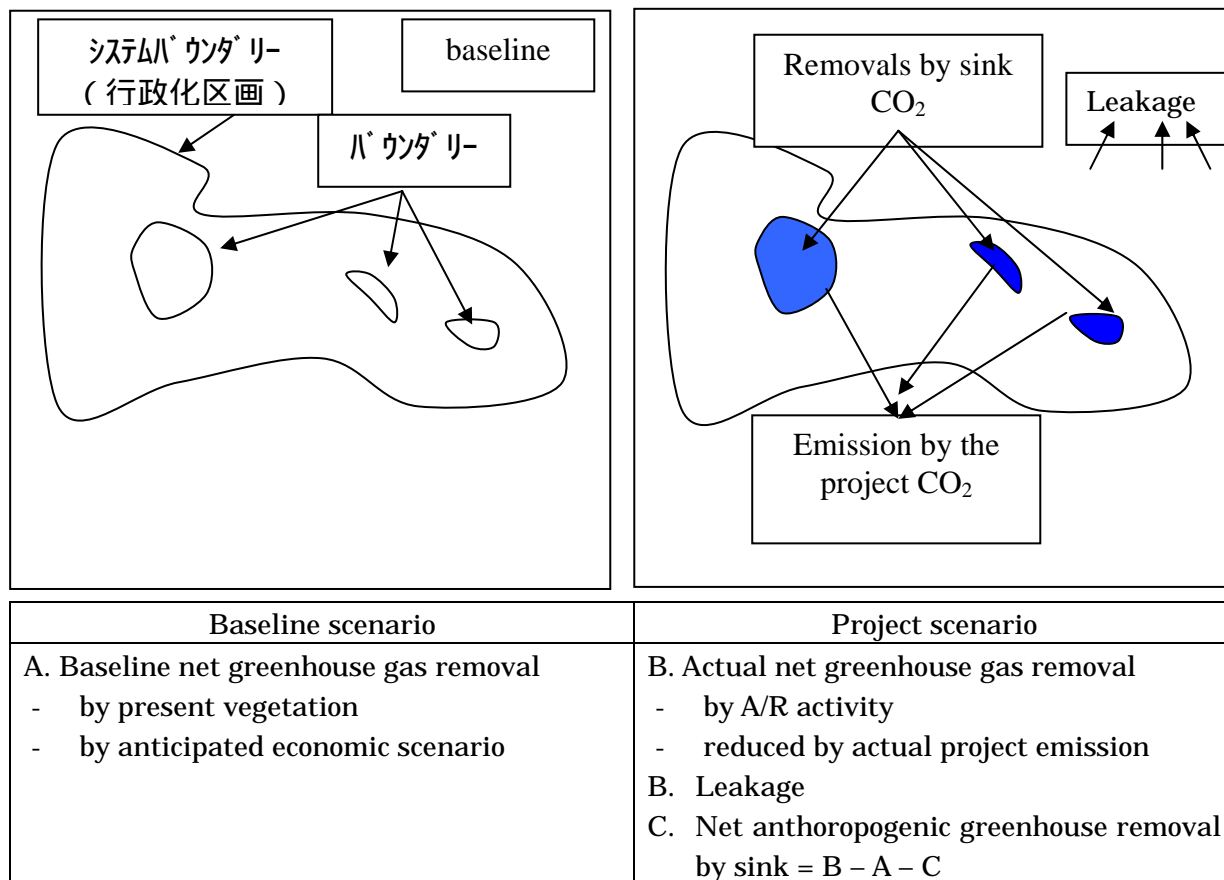 ｼｽﾃﾑﾊﾞｳﾝﾀﾞﾘｰ
(行政化区画)
baseline
ﾊﾞｳﾝﾀﾞﾘｰ
Removals by sink
CO₂
Leakage
Emission by the
project CO₂
Baseline scenario
A. Baseline net greenhouse gas removal
- by present vegetation
- by anticipated economic scenario
Project scenario
B. Actual net greenhouse gas removal
- by A/R activity
- reduced by actual project emission
B. Leakage
C. Net anthoropogenic greenhouse removal
by sink = B – A – C